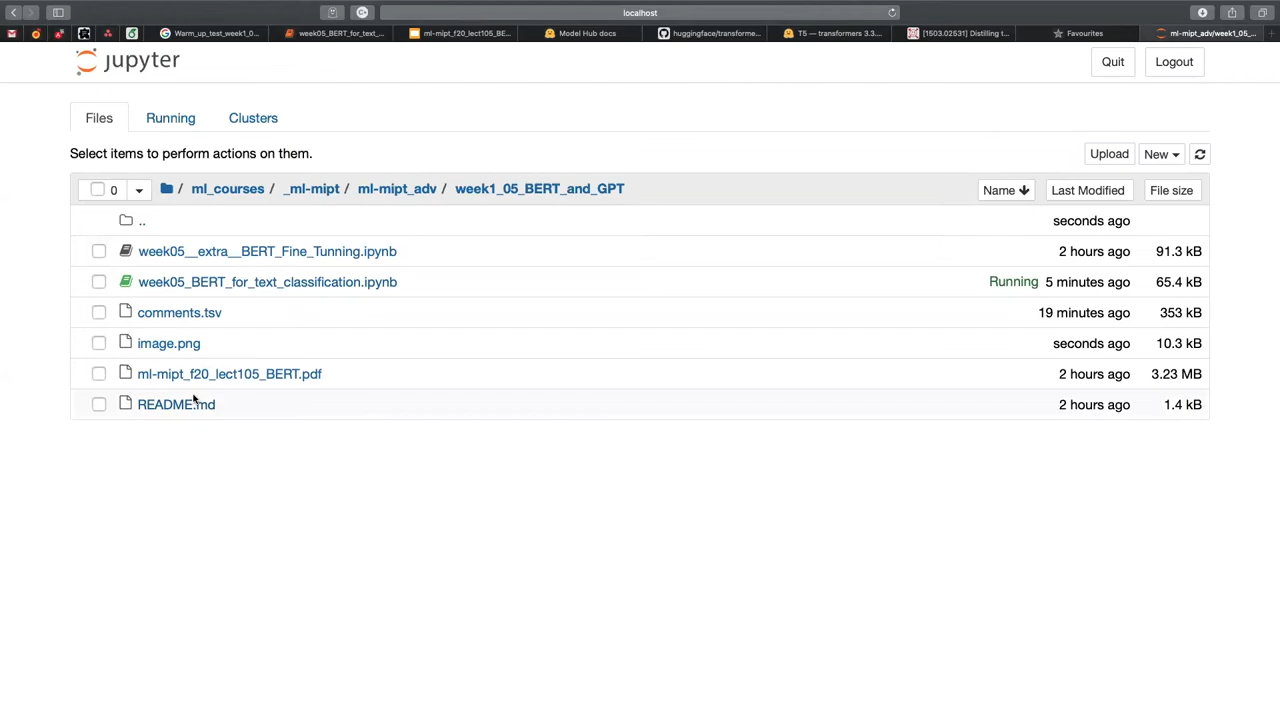 localhost
Warm_up_test_week1_0... week05_BERT_for_text_... ml-mipt_f20_lect105_BE... Model Hub docs huggingface/transforme... T5 — transformers 3.3.... [1503.02531] Distilling t... Favourites ml-mipt_adv/week1_05_...
jupyter Quit Logout
Files Running Clusters
Select items to perform actions on them. Upload New
0 / ml_courses / _ml-mipt / ml-mipt_adv / week1_05_BERT_and_GPT Name Last Modified File size
.. seconds ago
week05__extra__BERT_Fine_Tunning.ipynb 2 hours ago 91.3 kB
week05_BERT_for_text_classification.ipynb Running 5 minutes ago 65.4 kB
comments.tsv 19 minutes ago 353 kB
image.png seconds ago 10.3 kB
ml-mipt_f20_lect105_BERT.pdf 2 hours ago 3.23 MB
README.md 2 hours ago 1.4 kB